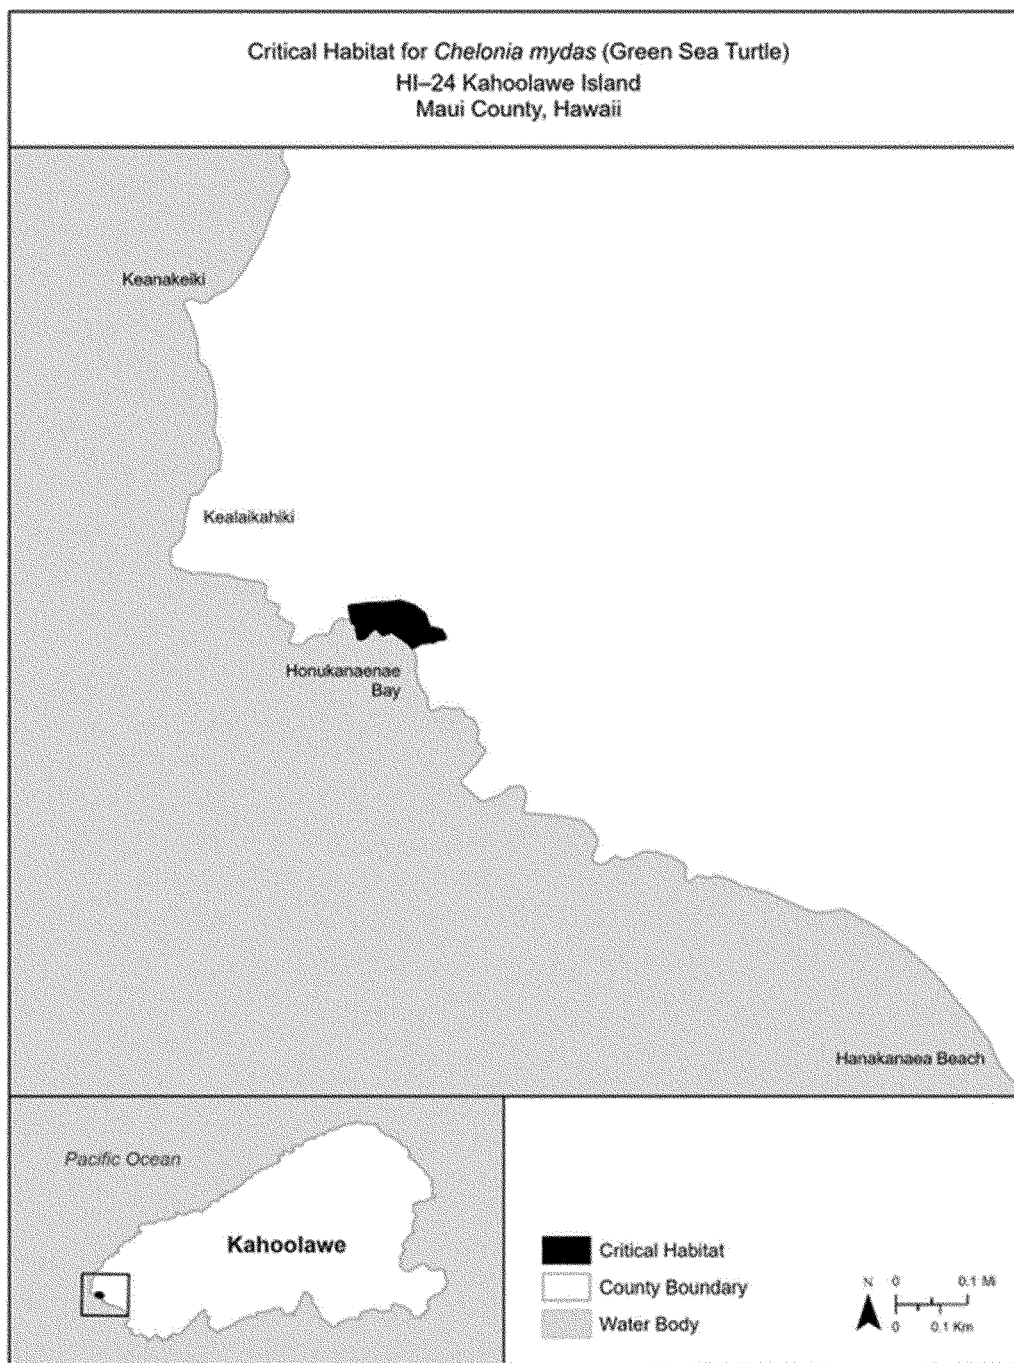 Critical Habitat for Chelonia mydas (Green Sea Turtle)
HI–24 Kahoolawe Island
Maui County, Hawaii
Keanakeiki
Kealaikahiki
Honukanaenae
Bay
Hanakanaea Beach
Pacific Ocean
Kahoolawe
Critical Habitat
County Boundary
Water Body
N
0 0.1 Mi
0 0.1 Km